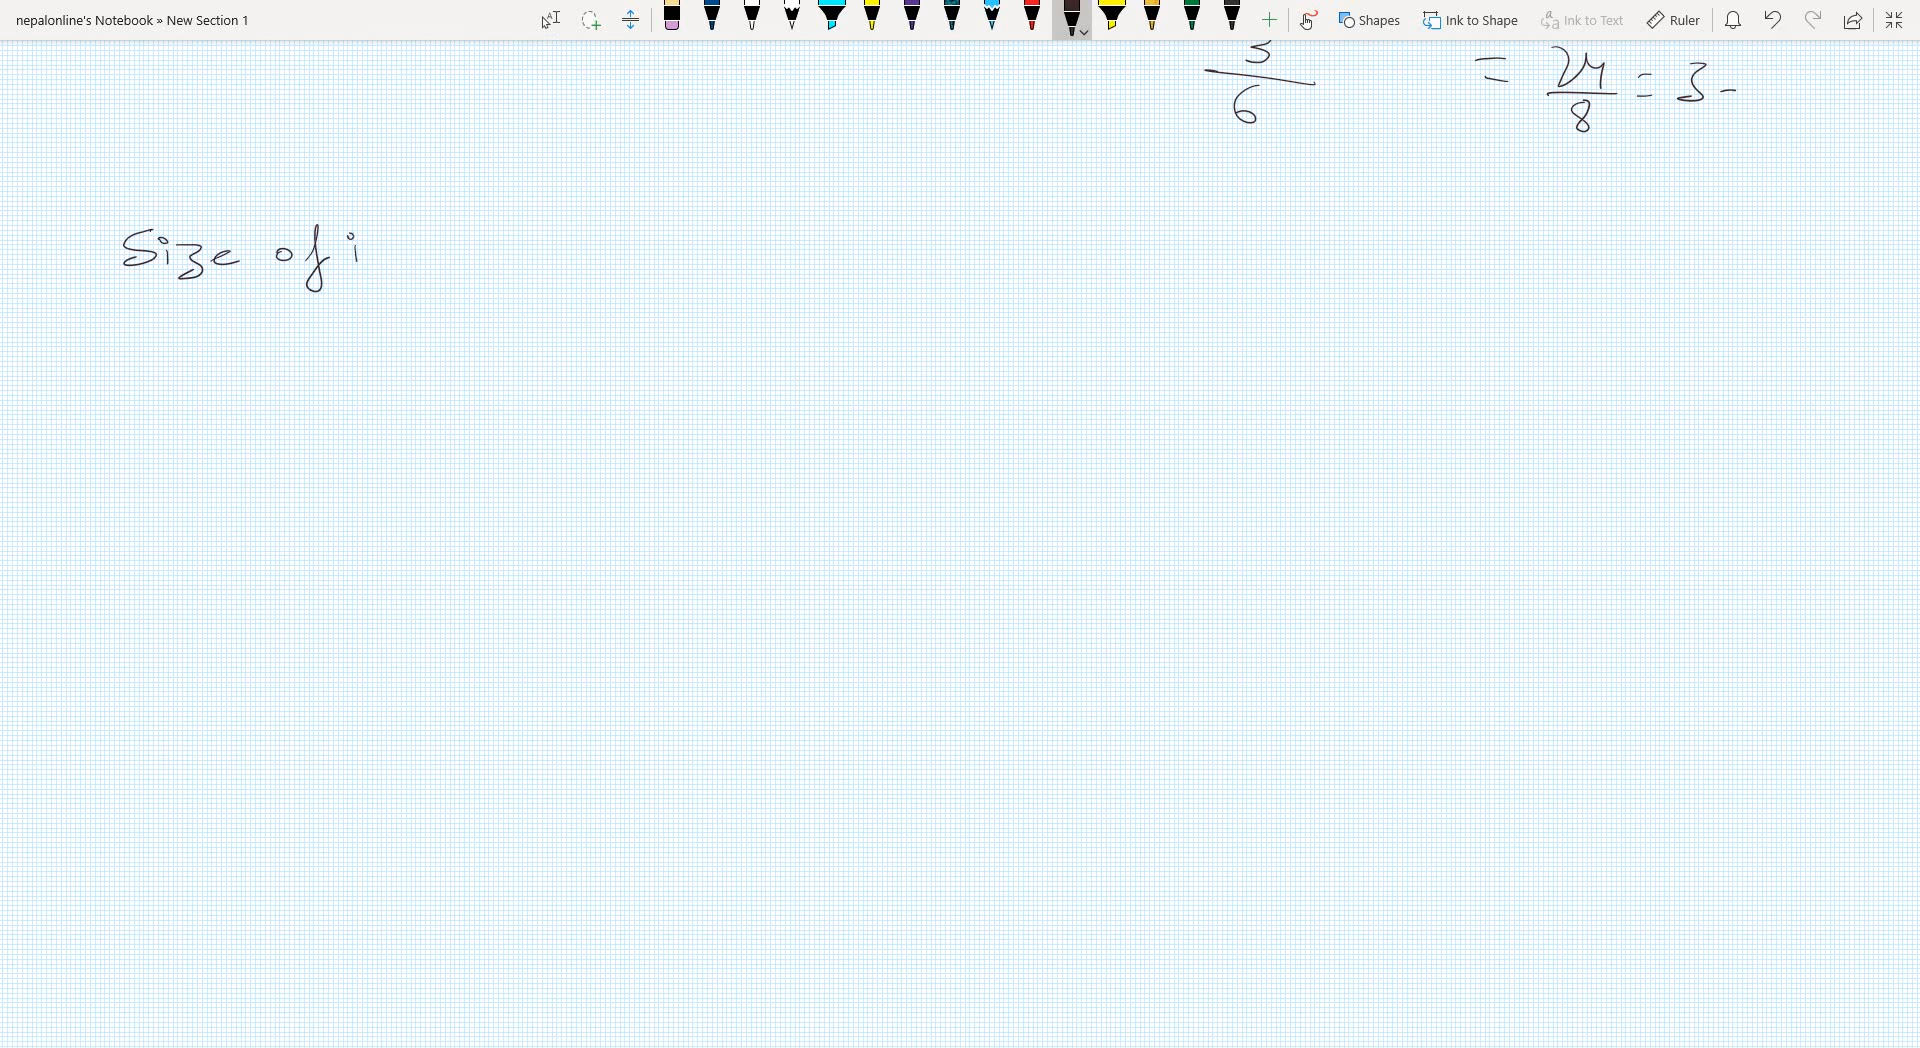 nepalonline's Notebook » New Section 1
Shapes
Ink to Shape
Ink to Text
Ruler
3
6
= 24
8
= 3 -
Size of i